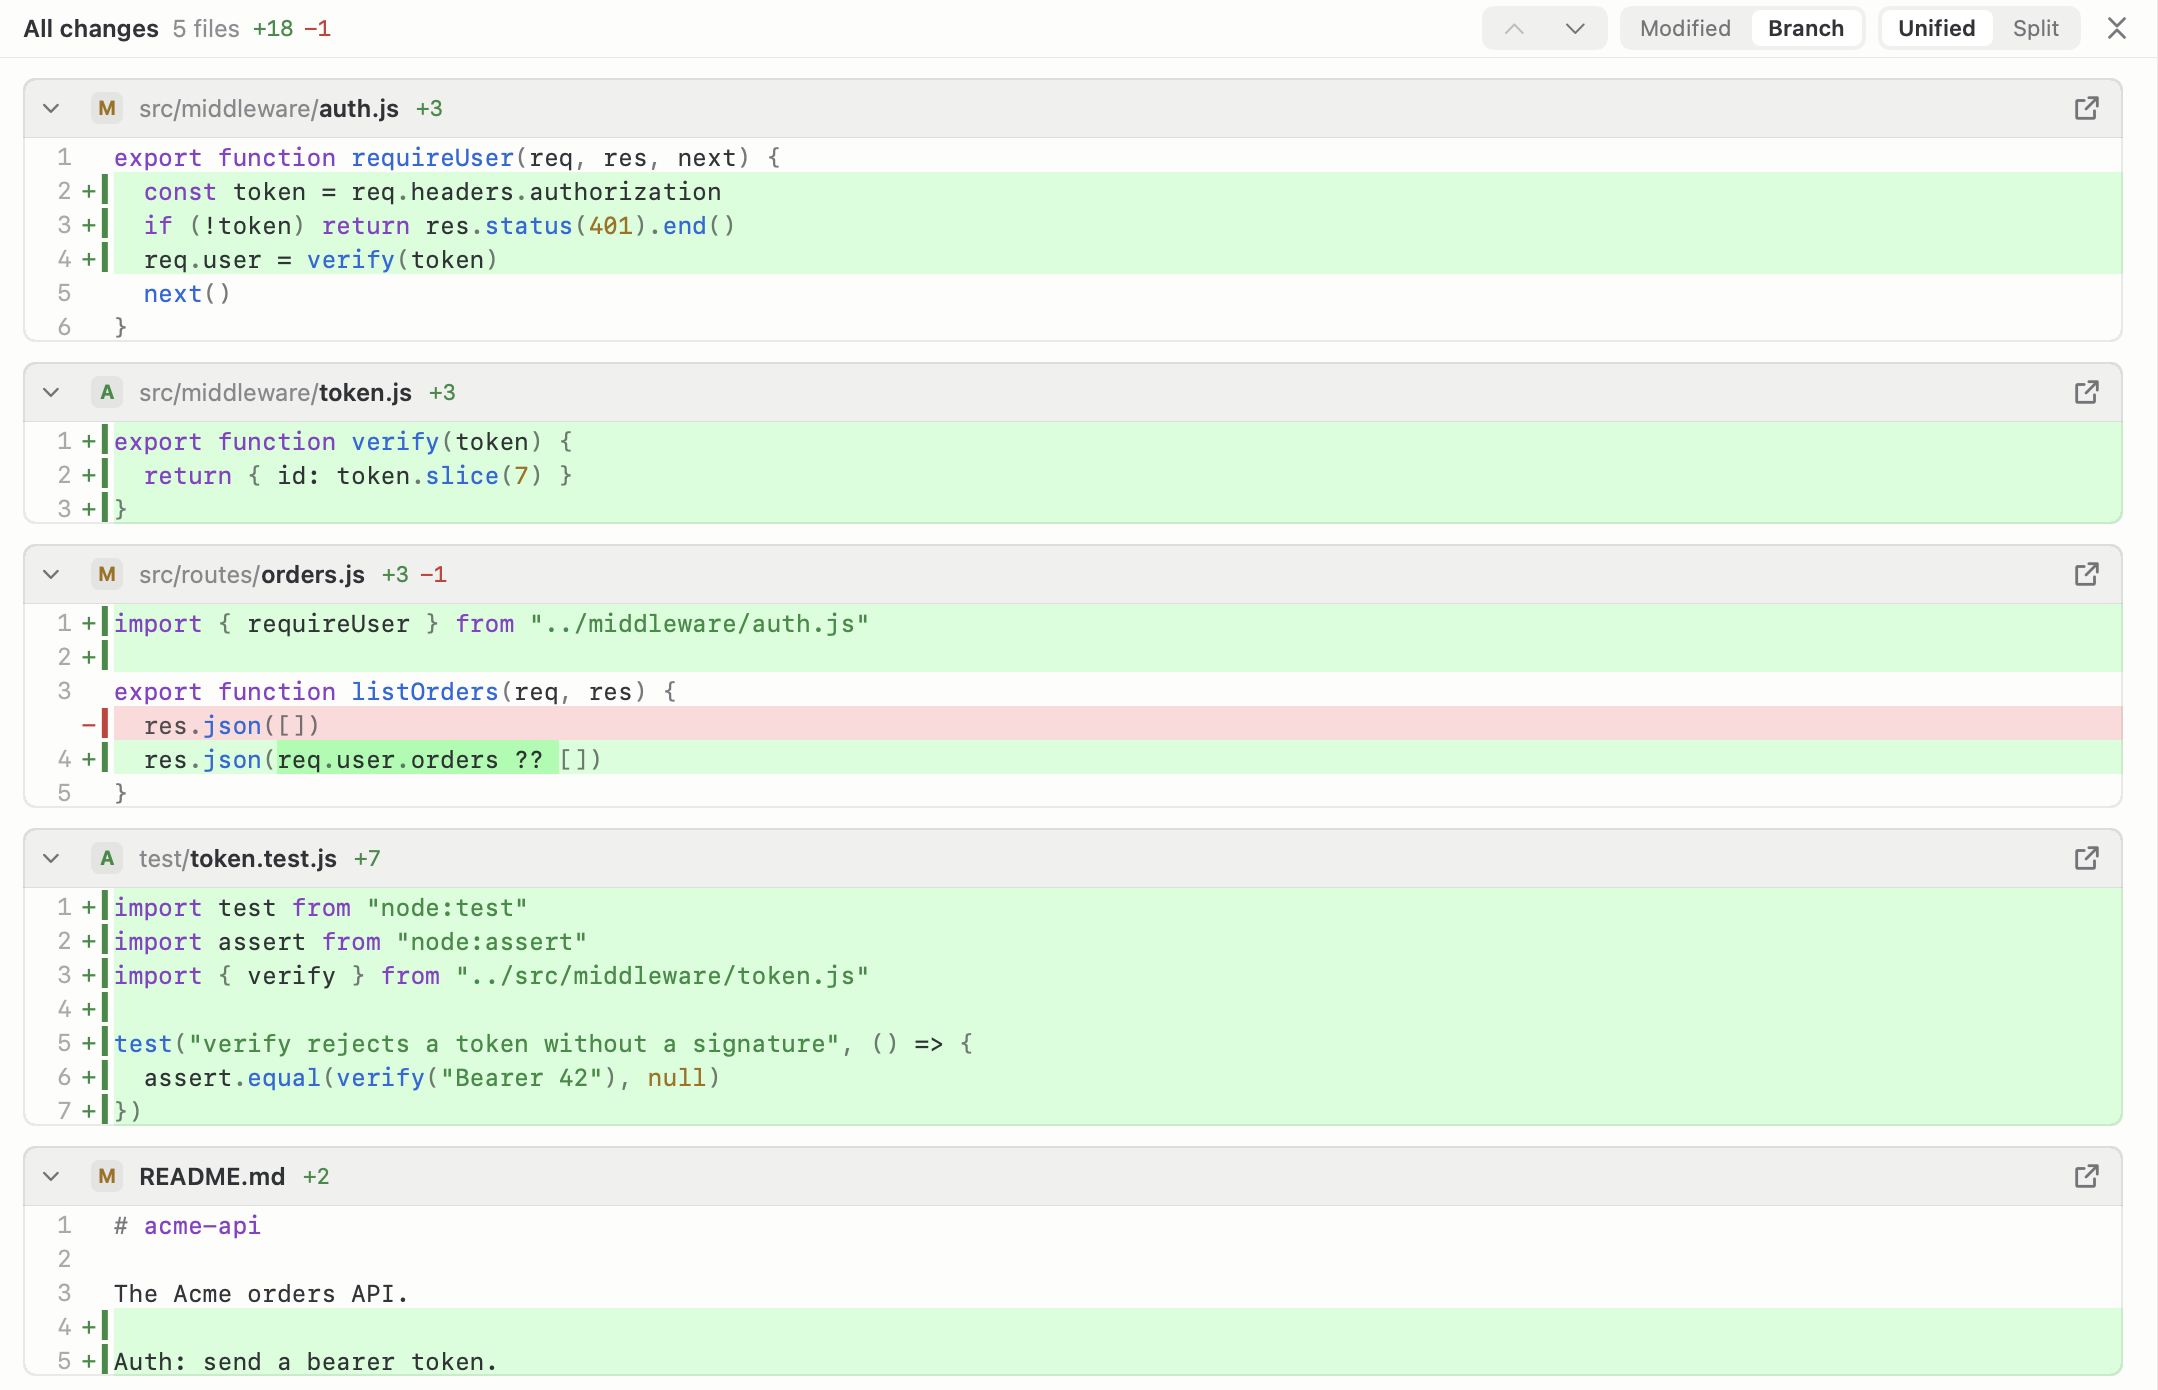 All changes 5 files +18 −1 Modified Branch Unified Split
M src/middleware/auth.js +3
1 export function requireUser(req, res, next) {
2 + const token = req.headers.authorization
3 + if (!token) return res.status(401).end()
4 + req.user = verify(token)
5 next()
6 }
A src/middleware/token.js +3
1 + export function verify(token) {
2 + return { id: token.slice(7) }
3 + }
M src/routes/orders.js +3 −1
1 + import { requireUser } from "../middleware/auth.js"
2 +
3 export function listOrders(req, res) {
− res.json([])
4 + res.json(req.user.orders ?? [])
5 }
A test/token.test.js +7
1 + import test from "node:test"
2 + import assert from "node:assert"
3 + import { verify } from "../src/middleware/token.js"
4 +
5 + test("verify rejects a token without a signature", () => {
6 + assert.equal(verify("Bearer 42"), null)
7 + })
M README.md +2
1 # acme-api
2
3 The Acme orders API.
4 +
5 + Auth: send a bearer token.